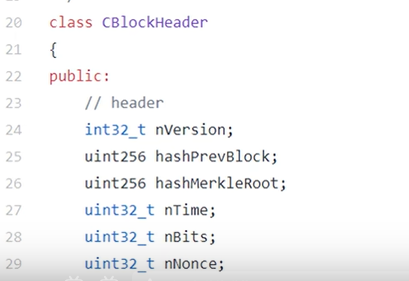 20 class CBlockHeader
21 {
22 public:
23 // header
24 int32_t nVersion;
25 uint256 hashPrevBlock;
26 uint256 hashMerkleRoot;
27 uint32_t nTime;
28 uint32_t nBits;
29 uint32_t nNonce;